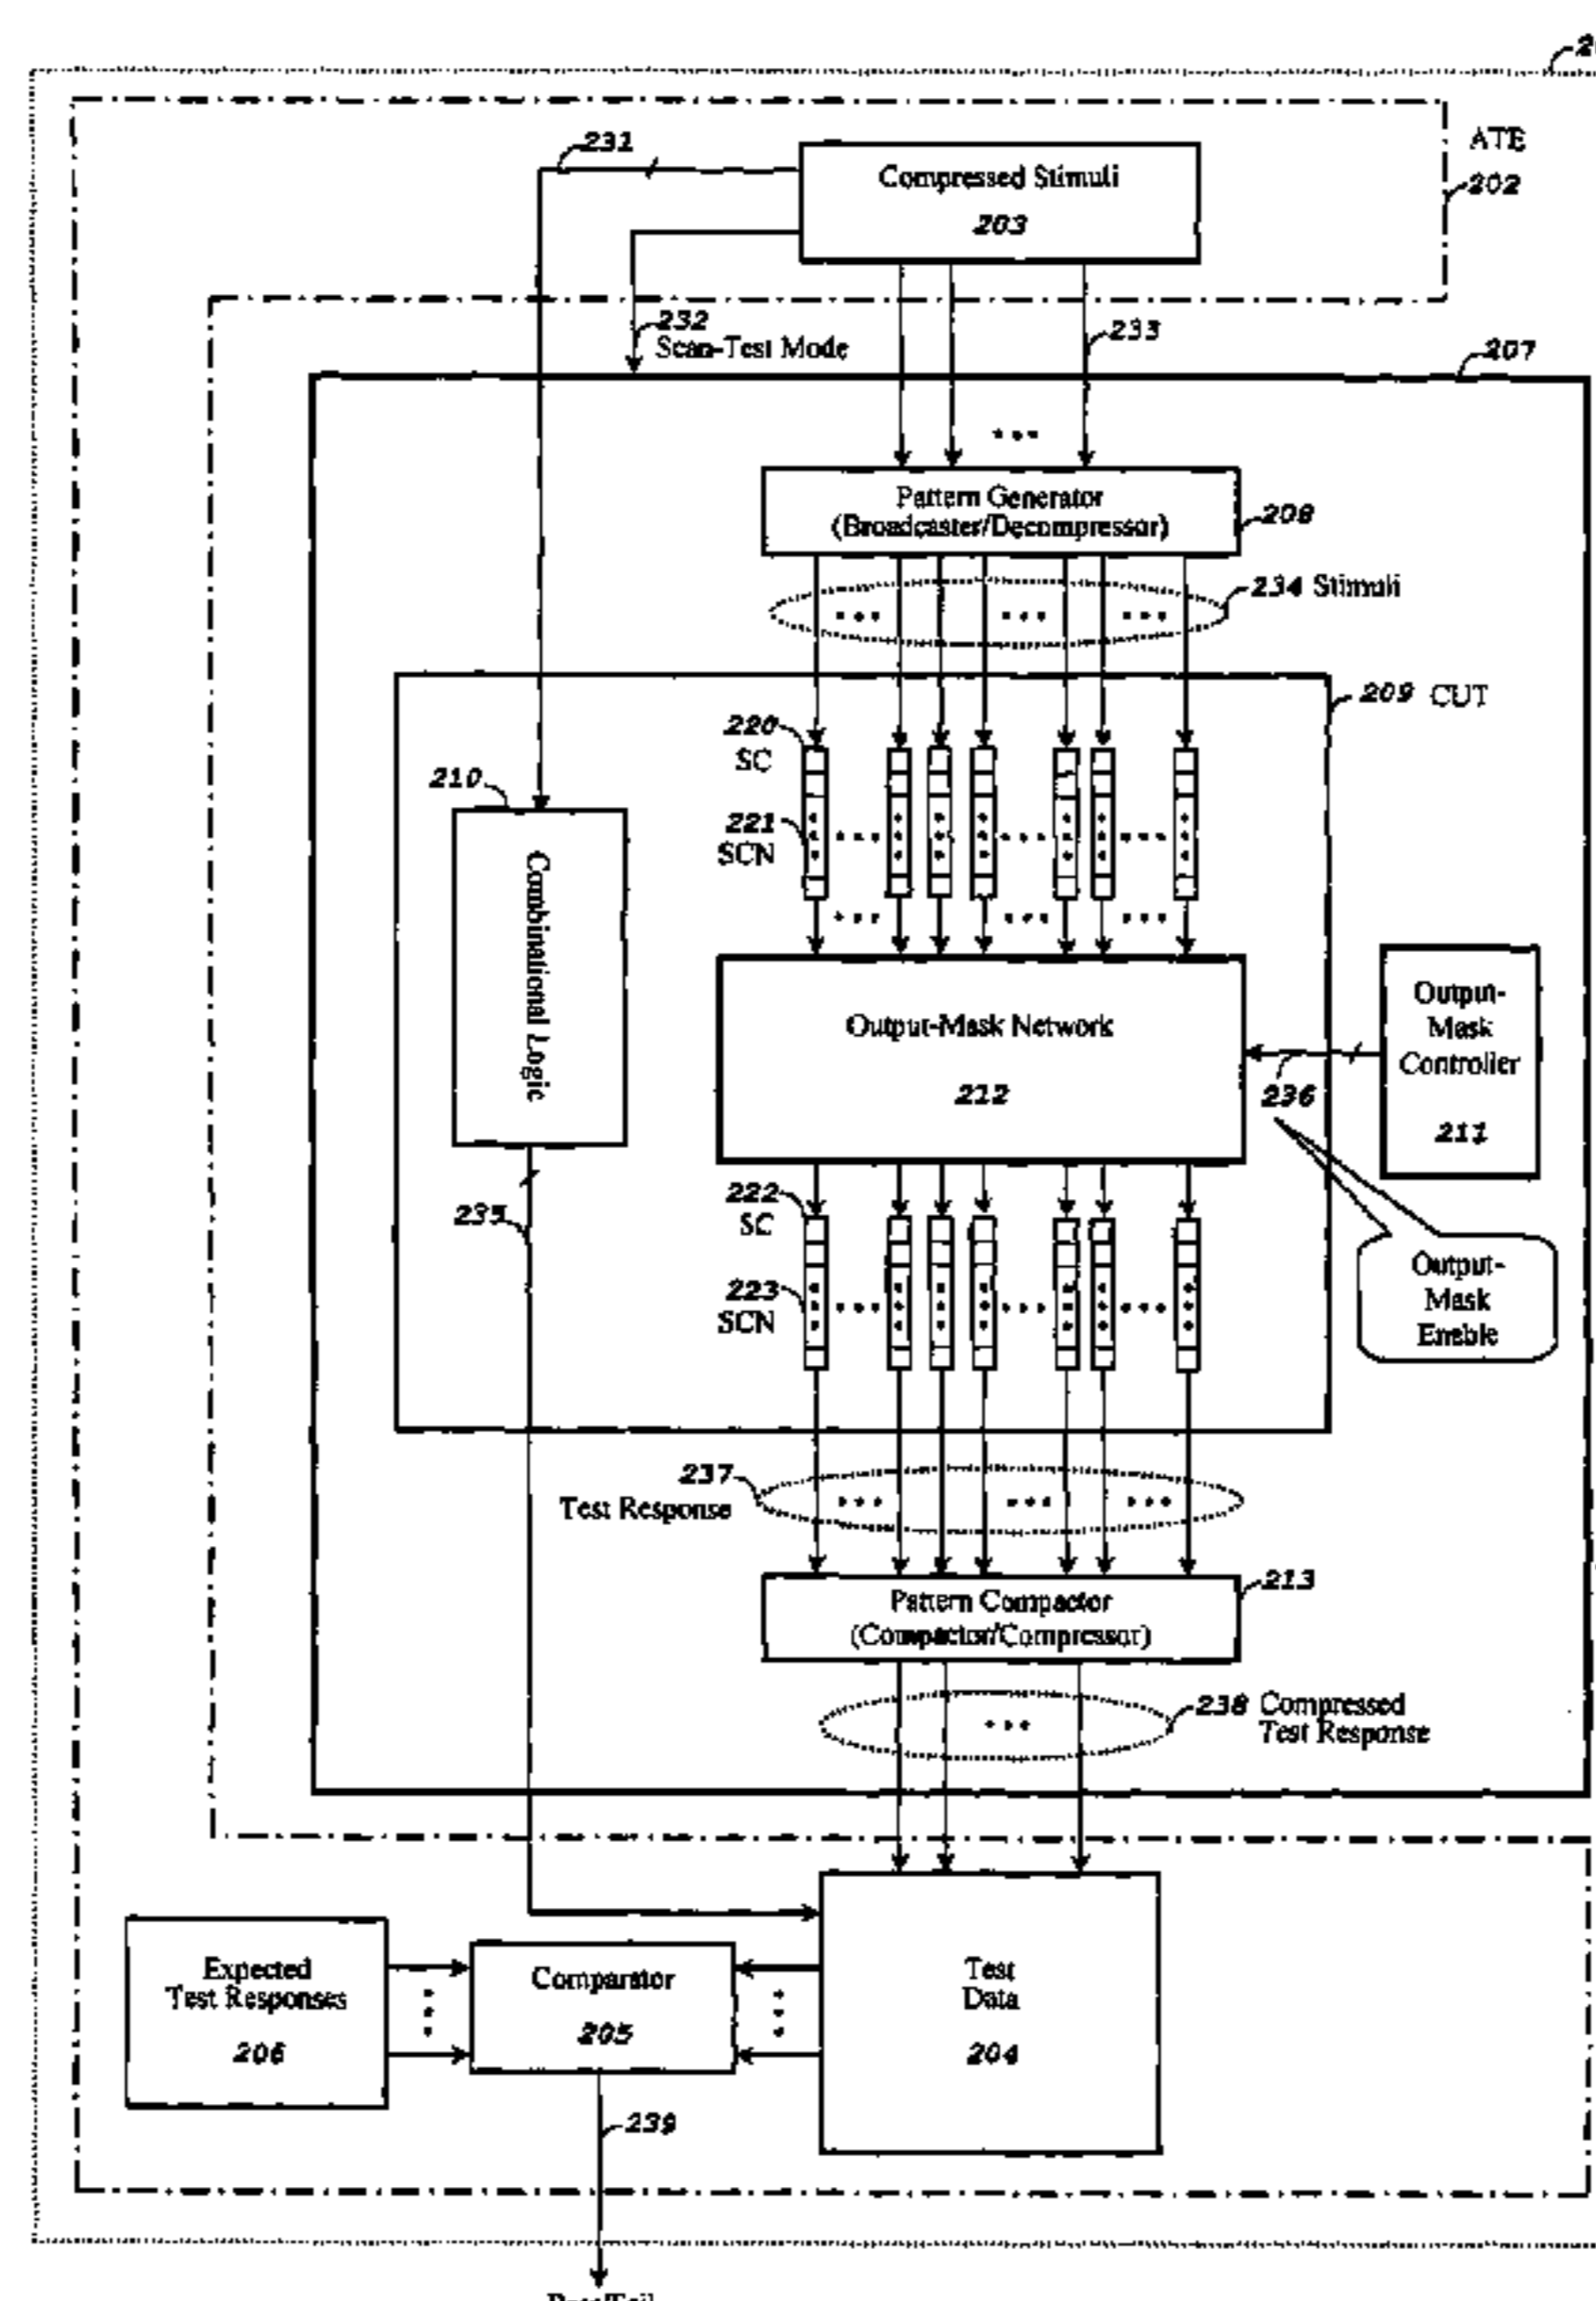 231
Compressed Stimuli
203
ATE
202
232
Scan-Test Mode
233
207
Pattern Generator
(Broadcaster/Decompressor)
208
234 Stimuli
209 CUT
220
SC
210
221
SCN
Combinational Logic
Output-Mask Network
212
236
Output-
Mask
Controller
211
222
SC
235
223
SCN
Output-
Mask
Enable
237
Test Response
213
Pattern Compactor
(Compactor/Compressor)
238 Compressed
Test Response
Expected
Test Responses
206
Comparator
205
Test
Data
204
239